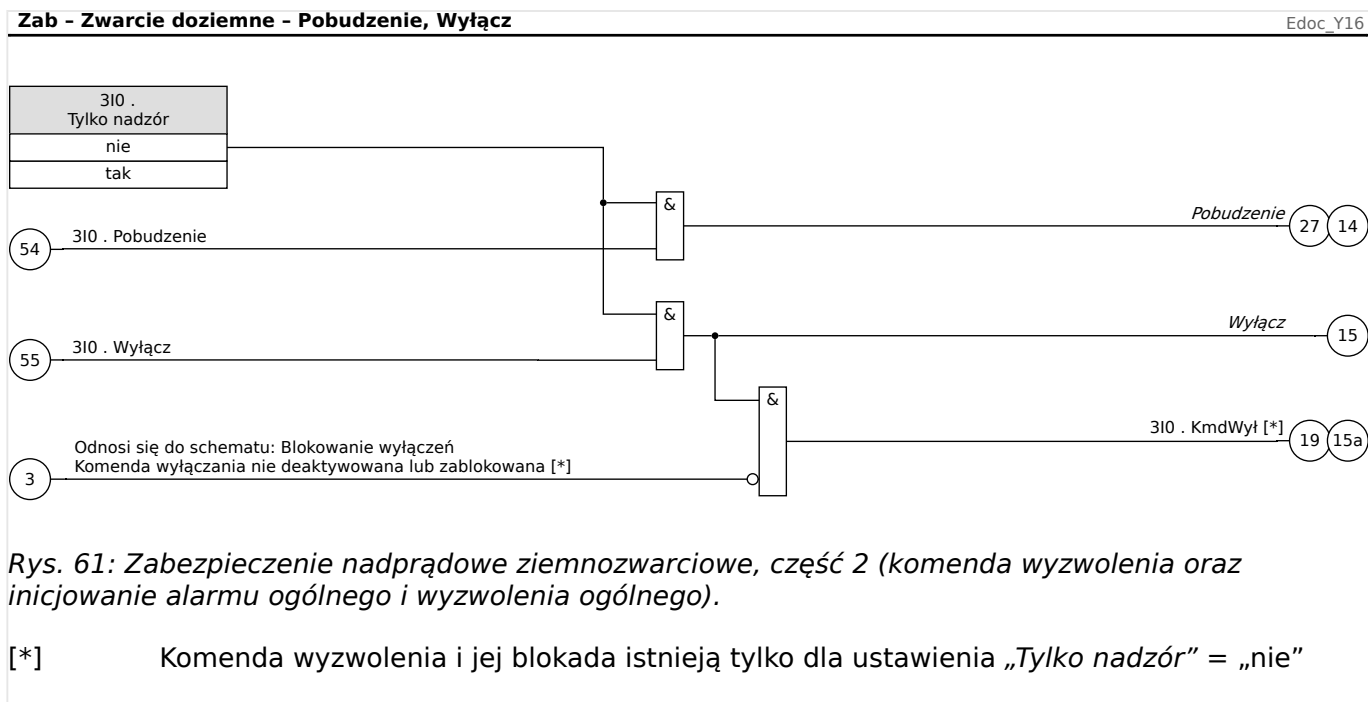 Zab – Zwarcie doziemne – Pobudzenie, Wyłącz
Edoc_Y16
3I0 .
Tylko nadzór
nie
tak
&
Pobudzenie
27
14
54
3I0 . Pobudzenie
&
Wyłącz
15
55
3I0 . Wyłącz
&
3I0 . KmdWył [*]
19
15a
Odnosi się do schematu: Blokowanie wyłączeń
Komenda wyłączania nie deaktywowana lub zablokowana [*]
3
Rys. 61: Zabezpieczenie nadprądowe ziemnozwarciowe, część 2 (komenda wyzwolenia oraz
inicjowanie alarmu ogólnego i wyzwolenia ogólnego).
[*] Komenda wyzwolenia i jej blokada istnieją tylko dla ustawienia „Tylko nadzór” = „nie”